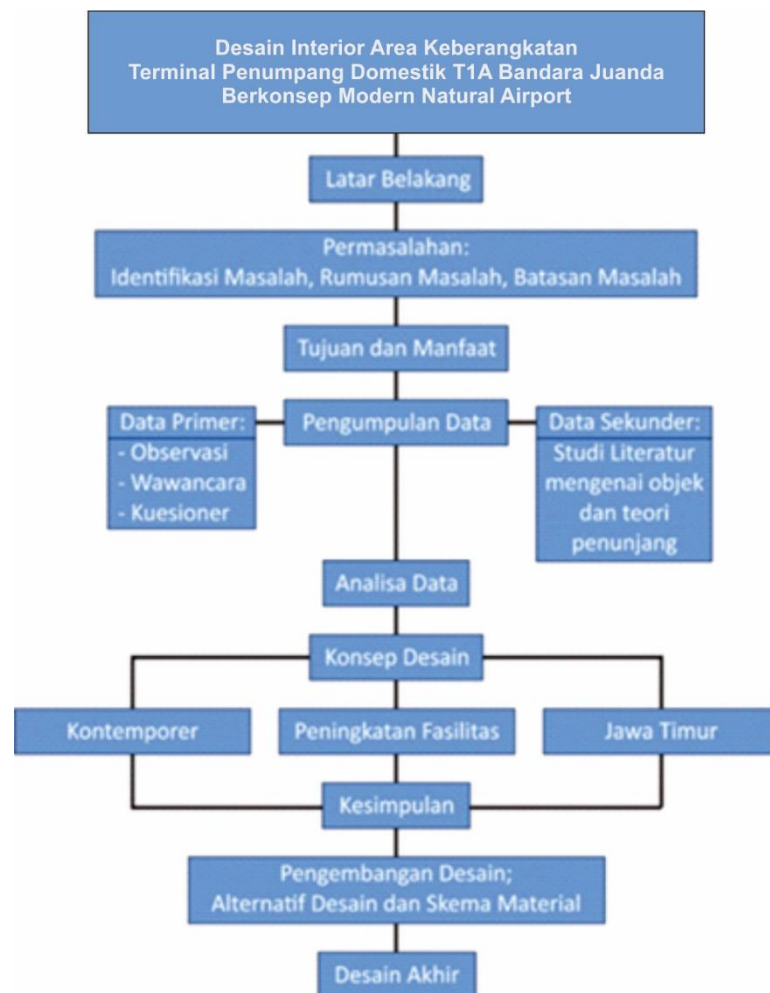 Desain Interior Area Keberangkatan
Terminal Penumpang Domestik T1A Bandara Juanda
Berkonsep Modern Natural Airport
Latar Belakang
Permasalahan:
Identifikasi Masalah, Rumusan Masalah, Batasan Masalah
Tujuan dan Manfaat
Pengumpulan Data
Data Primer:
- Observasi
- Wawancara
- Kuesioner
Data Sekunder:
Studi Literatur
mengenai objek
dan teori
penunjang
Analisa Data
Konsep Desain
Kontemporer
Peningkatan Fasilitas
Jawa Timur
Kesimpulan
Pengembangan Desain;
Alternatif Desain dan Skema Material
Desain Akhir